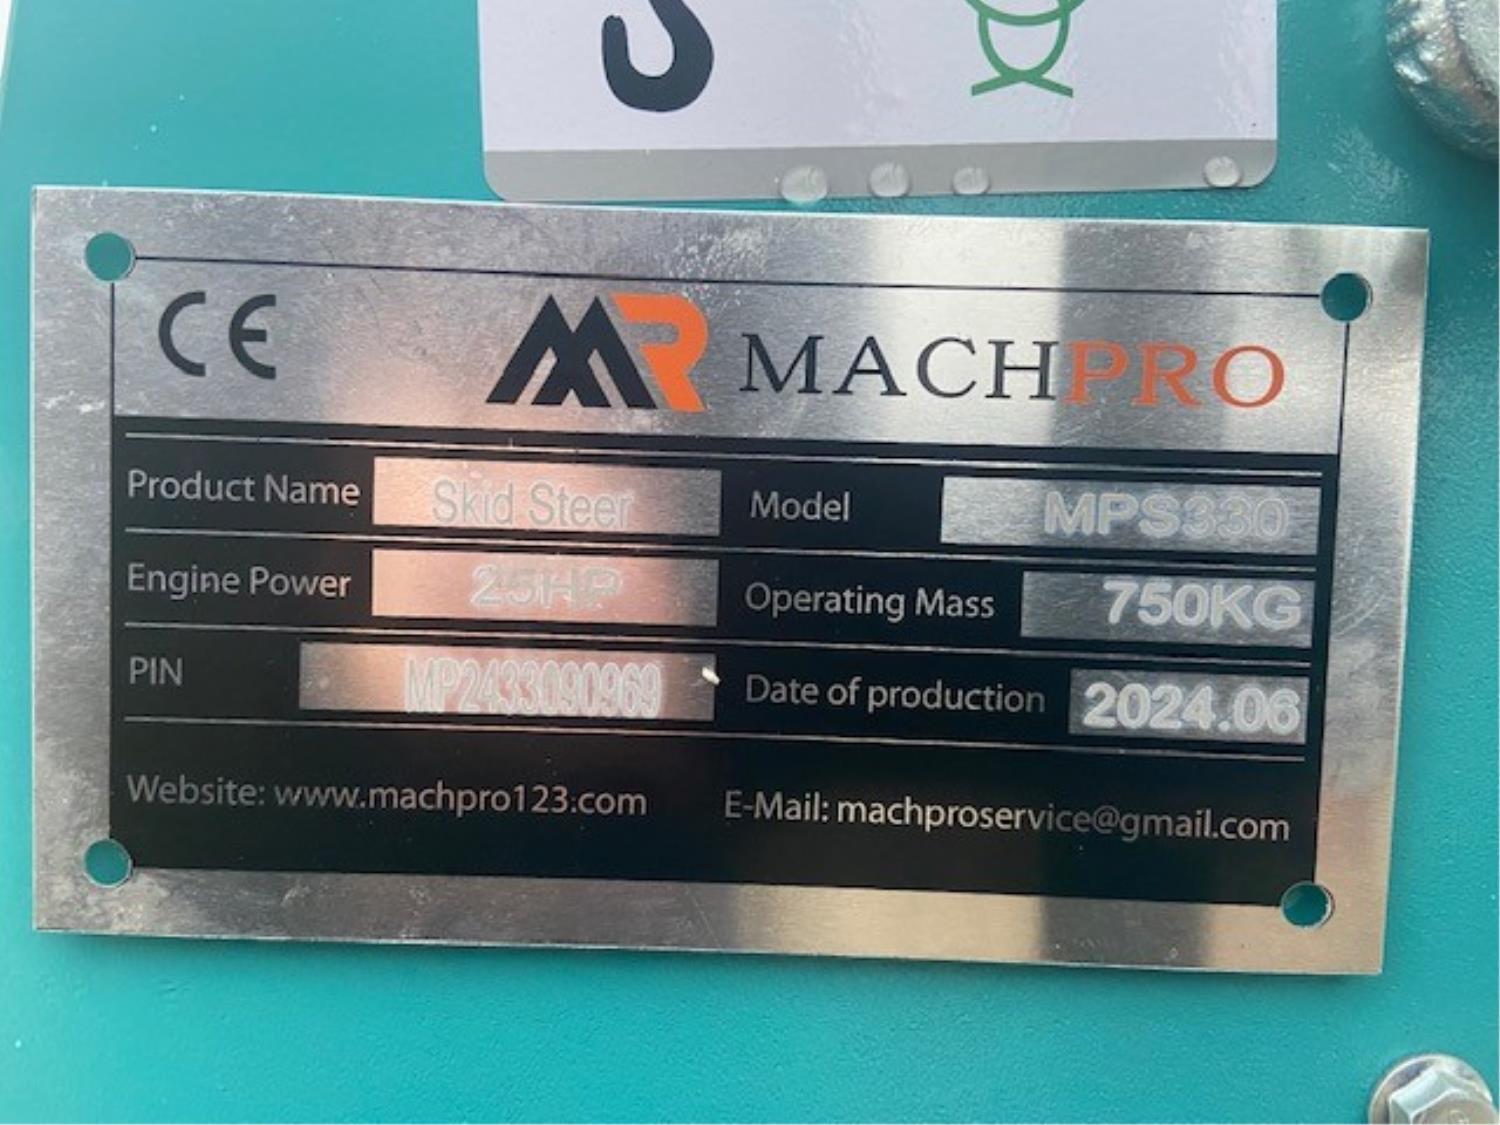 CE MR MACHPRO
Product Name Skid Steer Model MPS330
Engine Power 25HP Operating Mass 750KG
PIN MP2433090969 Date of production 2024.06
Website: www.machpro123.com E-Mail: machproservice@gmail.com